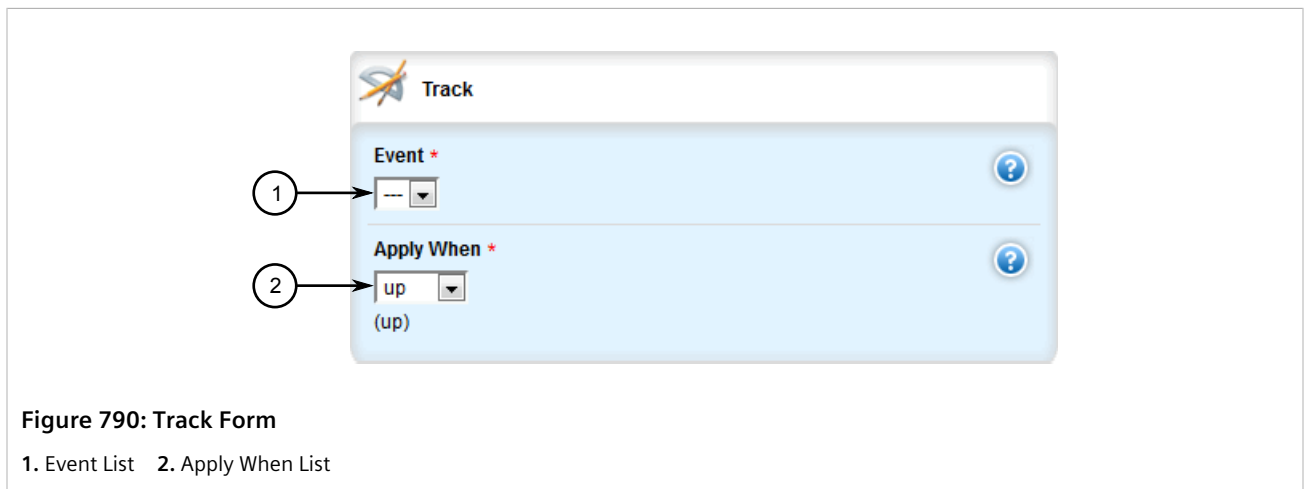 Track
Event *
1
---
Apply When *
2
up
(up)
Figure 790: Track Form
1. Event List 2. Apply When List